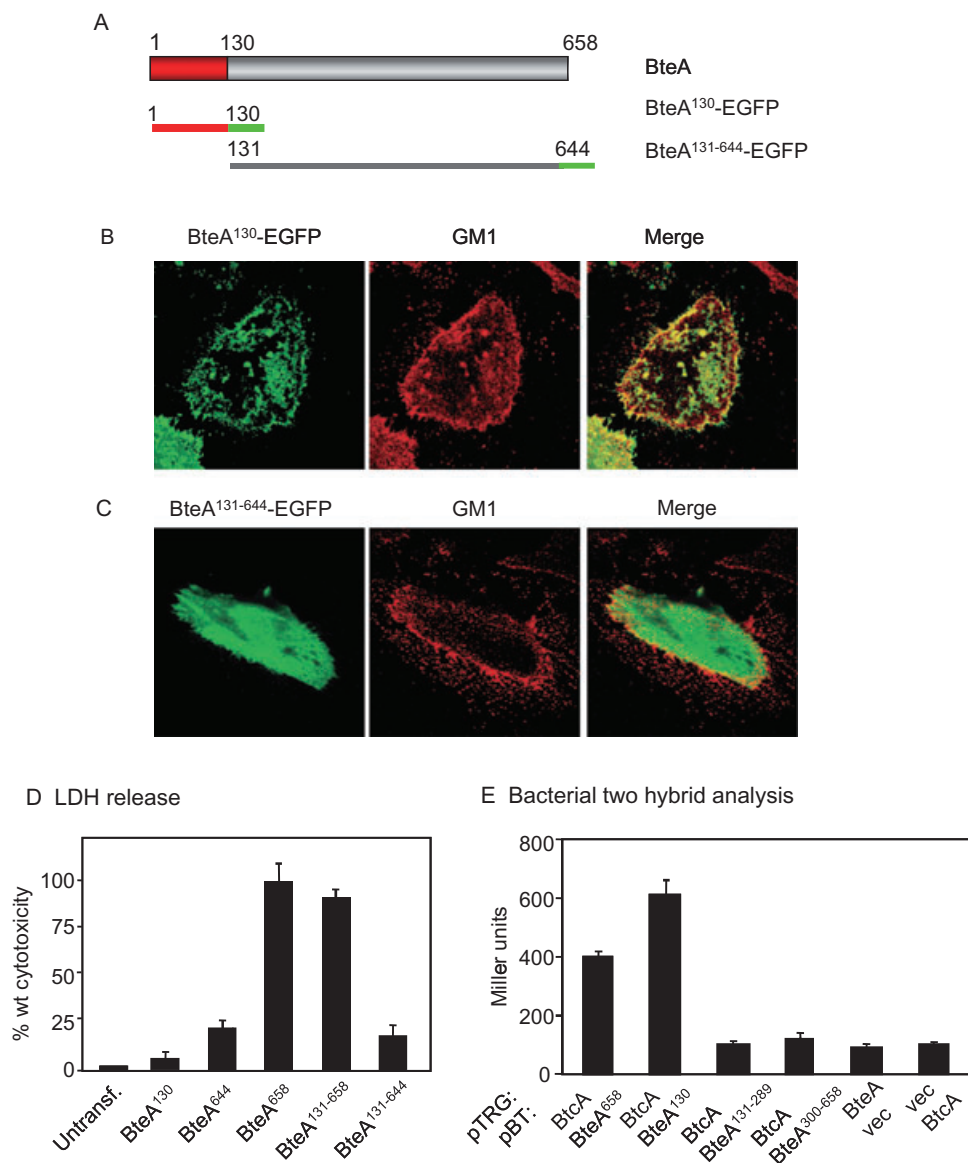 A
1 130 658
BteA
1 130
BteA¹³⁰-EGFP
131 644
BteA¹³¹⁻⁶⁴⁴-EGFP
B BteA¹³⁰-EGFP GM1 Merge
C BteA¹³¹⁻⁶⁴⁴-EGFP GM1 Merge
D LDH release
% wt cytotoxicity
100
75
50
25
0
Untransf. BteA¹³⁰ BteA⁶⁴⁴ BteA⁶⁵⁸ BteA¹³¹⁻⁶⁵⁸ BteA¹³¹⁻⁶⁴⁴
E Bacterial two hybrid analysis
Miller units
800
600
400
200
0
pTRG: BtcA BtcA BtcA BtcA BteA vec
pBT: BteA⁶⁵⁸ BteA¹³⁰ BteA¹³¹⁻²⁸⁹ BteA³⁰⁰⁻⁶⁵⁸ vec BtcA